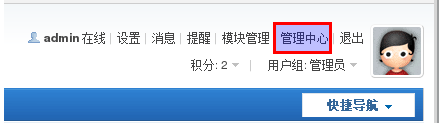 admin 在线 | 设置 | 消息 | 提醒 | 模块管理 | 管理中心 | 退出
积分: 2 | 用户组: 管理员
快捷导航